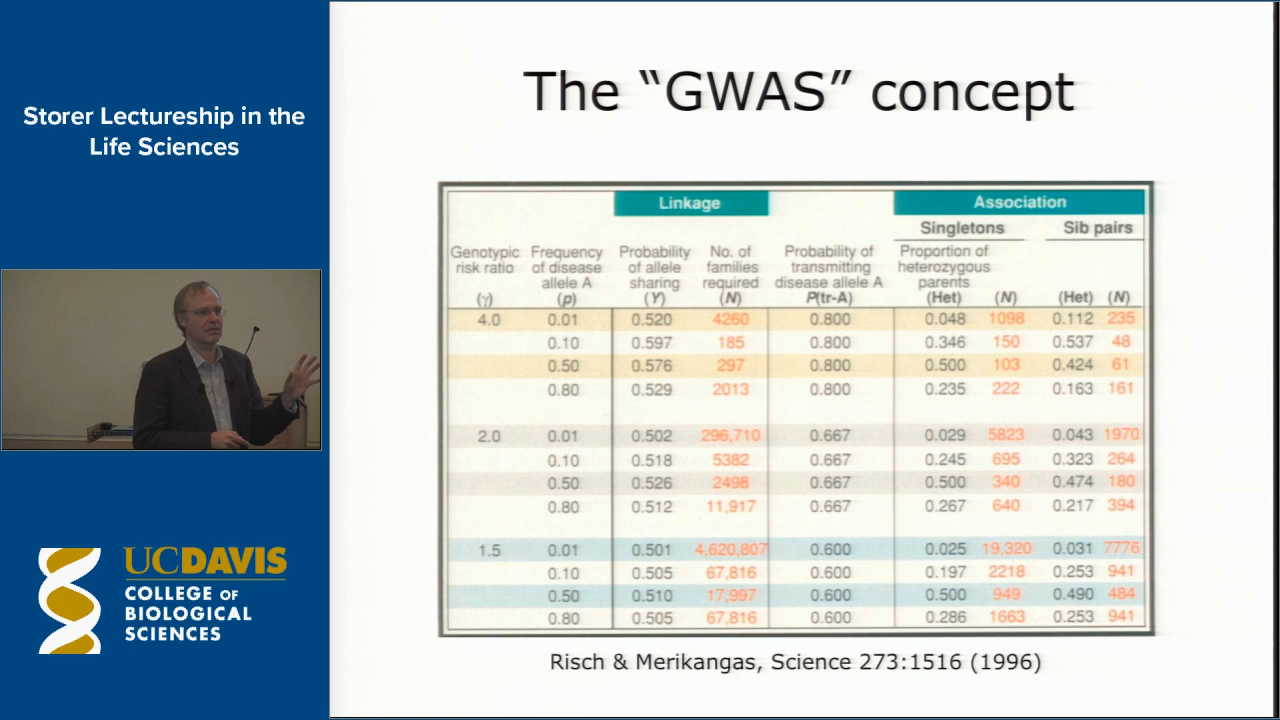 Storer Lectureship in the
Life Sciences
UCDAVIS
COLLEGE OF
BIOLOGICAL
SCIENCES
The “GWAS” concept
Linkage Association
Singletons Sib pairs
Genotypic Frequency Probability No. of Probability of Proportion of
risk ratio of disease of allele families transmitting heterozygous
allele A sharing required disease allele A parents
(γ) (p) (Y) (N) P(tr-A) (Het) (N) (Het) (N)
4.0 0.01 0.520 4260 0.800 0.048 1098 0.112 235
0.10 0.597 185 0.800 0.346 150 0.537 48
0.50 0.576 297 0.800 0.500 103 0.424 61
0.80 0.529 2013 0.800 0.235 222 0.163 161
2.0 0.01 0.502 296,710 0.667 0.029 5823 0.043 1970
0.10 0.518 5382 0.667 0.245 695 0.323 264
0.50 0.526 2498 0.667 0.500 340 0.474 180
0.80 0.512 11,917 0.667 0.267 640 0.217 394
1.5 0.01 0.501 4,620,807 0.600 0.025 19,320 0.031 7776
0.10 0.505 67,816 0.600 0.197 2218 0.253 941
0.50 0.510 17,997 0.600 0.500 949 0.490 484
0.80 0.505 67,816 0.600 0.286 1663 0.253 941
Risch & Merikangas, Science 273:1516 (1996)